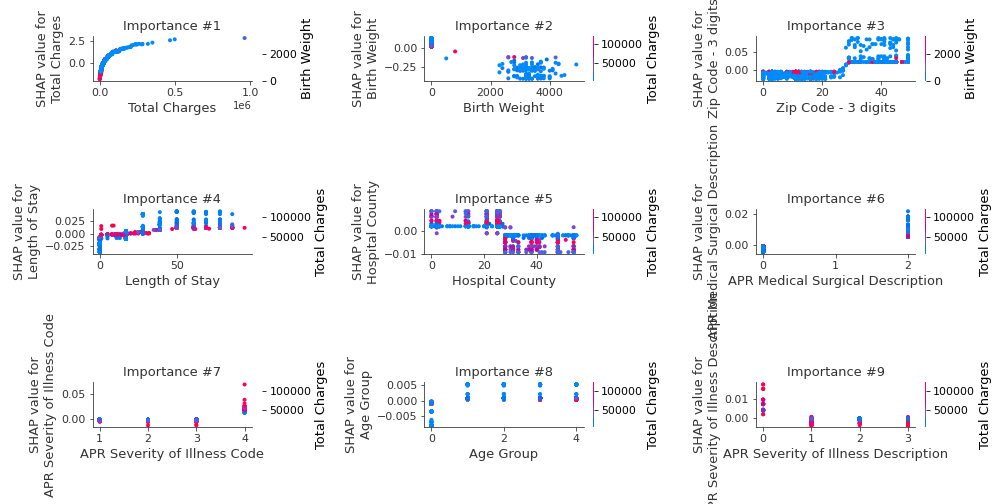 Importance #1
SHAP value for
Total Charges
2.5
0.0
0.0
0.5
1.0
1e6
Total Charges
2000
0
Birth Weight
Importance #2
SHAP value for
Birth Weight
0.00
−0.25
0
2000
4000
Birth Weight
100000
50000
Total Charges
Importance #3
SHAP value for
Zip Code - 3 digits
0.05
0.00
0
20
40
Zip Code - 3 digits
2000
0
Birth Weight
Importance #4
SHAP value for
Length of Stay
0.025
0.000
−0.025
0
50
Length of Stay
100000
50000
Total Charges
Importance #5
SHAP value for
Hospital County
0.00
−0.01
0
20
40
Hospital County
100000
50000
Total Charges
Importance #6
SHAP value for
APR Medical Surgical Description
0.02
0.00
0
1
2
APR Medical Surgical Description
100000
50000
Total Charges
Importance #7
SHAP value for
APR Severity of Illness Code
0.05
0.00
1
2
3
4
APR Severity of Illness Code
100000
50000
Total Charges
Importance #8
SHAP value for
Age Group
0.005
0.000
−0.005
0
2
4
Age Group
100000
50000
Total Charges
Importance #9
SHAP value for
APR Severity of Illness Description
0.01
0.00
0
1
2
3
APR Severity of Illness Description
100000
50000
Total Charges